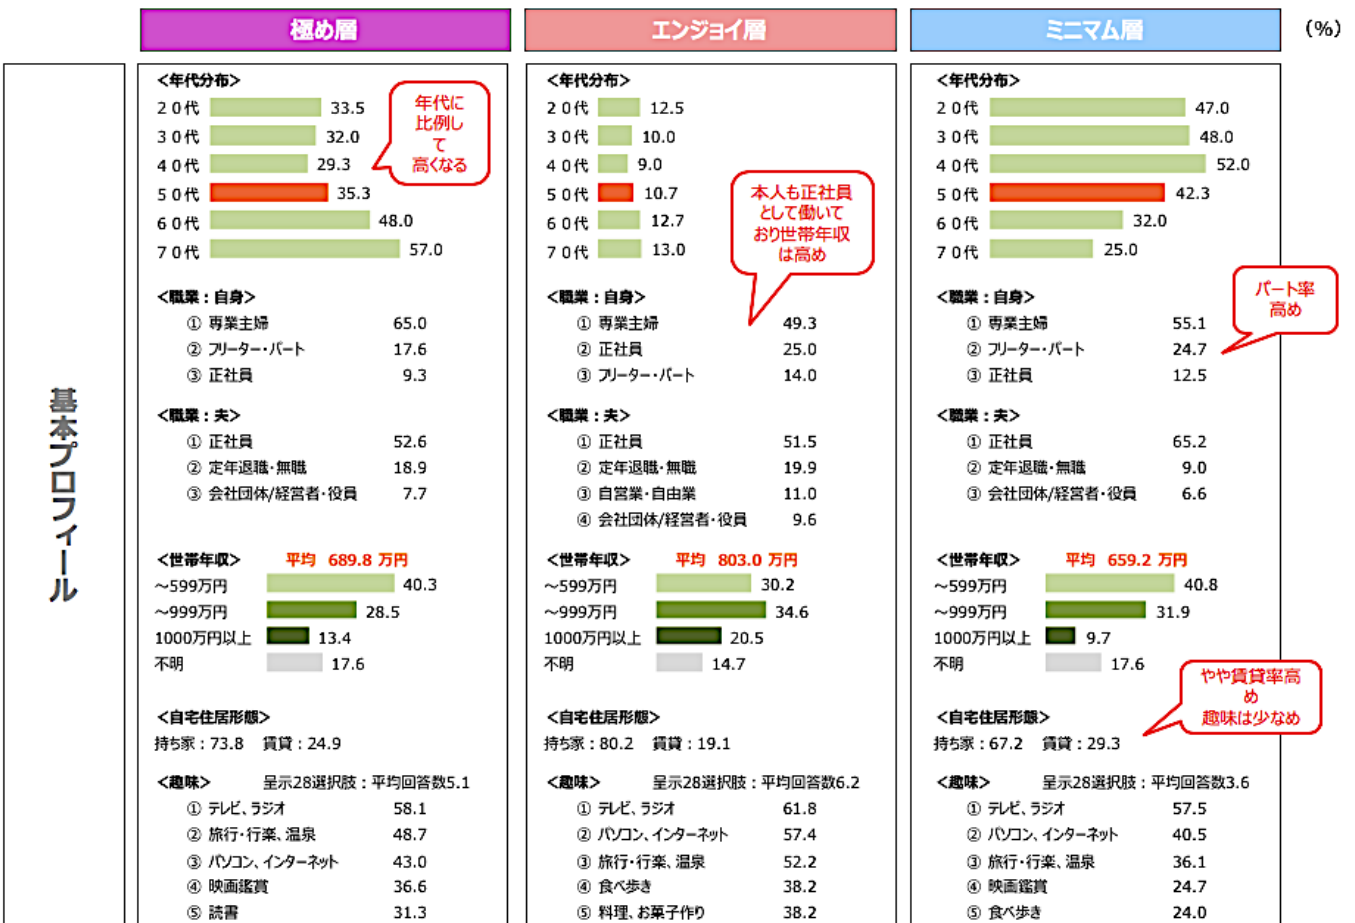 極め層
エンジョイ層
ミニマム層
(%)
基本プロフィール
<年代分布>
20代 33.5
30代 32.0
40代 29.3
50代 35.3
60代 48.0
70代 57.0
年代に
比例し
て
高くなる
<職業：自身>
① 専業主婦 65.0
② フリーター・パート 17.6
③ 正社員 9.3
<職業：夫>
① 正社員 52.6
② 定年退職・無職 18.9
③ 会社団体/経営者・役員 7.7
<世帯年収> 平均 689.8 万円
～599万円 40.3
～999万円 28.5
1000万円以上 13.4
不明 17.6
<自宅住居形態>
持ち家：73.8 賃貸：24.9
<趣味> 呈示28選択肢：平均回答数5.1
① テレビ、ラジオ 58.1
② 旅行・行楽、温泉 48.7
③ パソコン、インターネット 43.0
④ 映画鑑賞 36.6
⑤ 読書 31.3
<年代分布>
20代 12.5
30代 10.0
40代 9.0
50代 10.7
60代 12.7
70代 13.0
本人も正社員
として働いて
おり世帯年収
は高め
<職業：自身>
① 専業主婦 49.3
② 正社員 25.0
③ フリーター・パート 14.0
<職業：夫>
① 正社員 51.5
② 定年退職・無職 19.9
③ 自営業・自由業 11.0
④ 会社団体/経営者・役員 9.6
<世帯年収> 平均 803.0 万円
～599万円 30.2
～999万円 34.6
1000万円以上 20.5
不明 14.7
<自宅住居形態>
持ち家：80.2 賃貸：19.1
<趣味> 呈示28選択肢：平均回答数6.2
① テレビ、ラジオ 61.8
② パソコン、インターネット 57.4
③ 旅行・行楽、温泉 52.2
④ 食べ歩き 38.2
⑤ 料理、お菓子作り 38.2
<年代分布>
20代 47.0
30代 48.0
40代 52.0
50代 42.3
60代 32.0
70代 25.0
<職業：自身>
① 専業主婦 55.1
② フリーター・パート 24.7
③ 正社員 12.5
パート率
高め
<職業：夫>
① 正社員 65.2
② 定年退職・無職 9.0
③ 会社団体/経営者・役員 6.6
<世帯年収> 平均 659.2 万円
～599万円 40.8
～999万円 31.9
1000万円以上 9.7
不明 17.6
やや賃貸率高
め
趣味は少なめ
<自宅住居形態>
持ち家：67.2 賃貸：29.3
<趣味> 呈示28選択肢：平均回答数3.6
① テレビ、ラジオ 57.5
② パソコン、インターネット 40.5
③ 旅行・行楽、温泉 36.1
④ 映画鑑賞 24.7
⑤ 食べ歩き 24.0